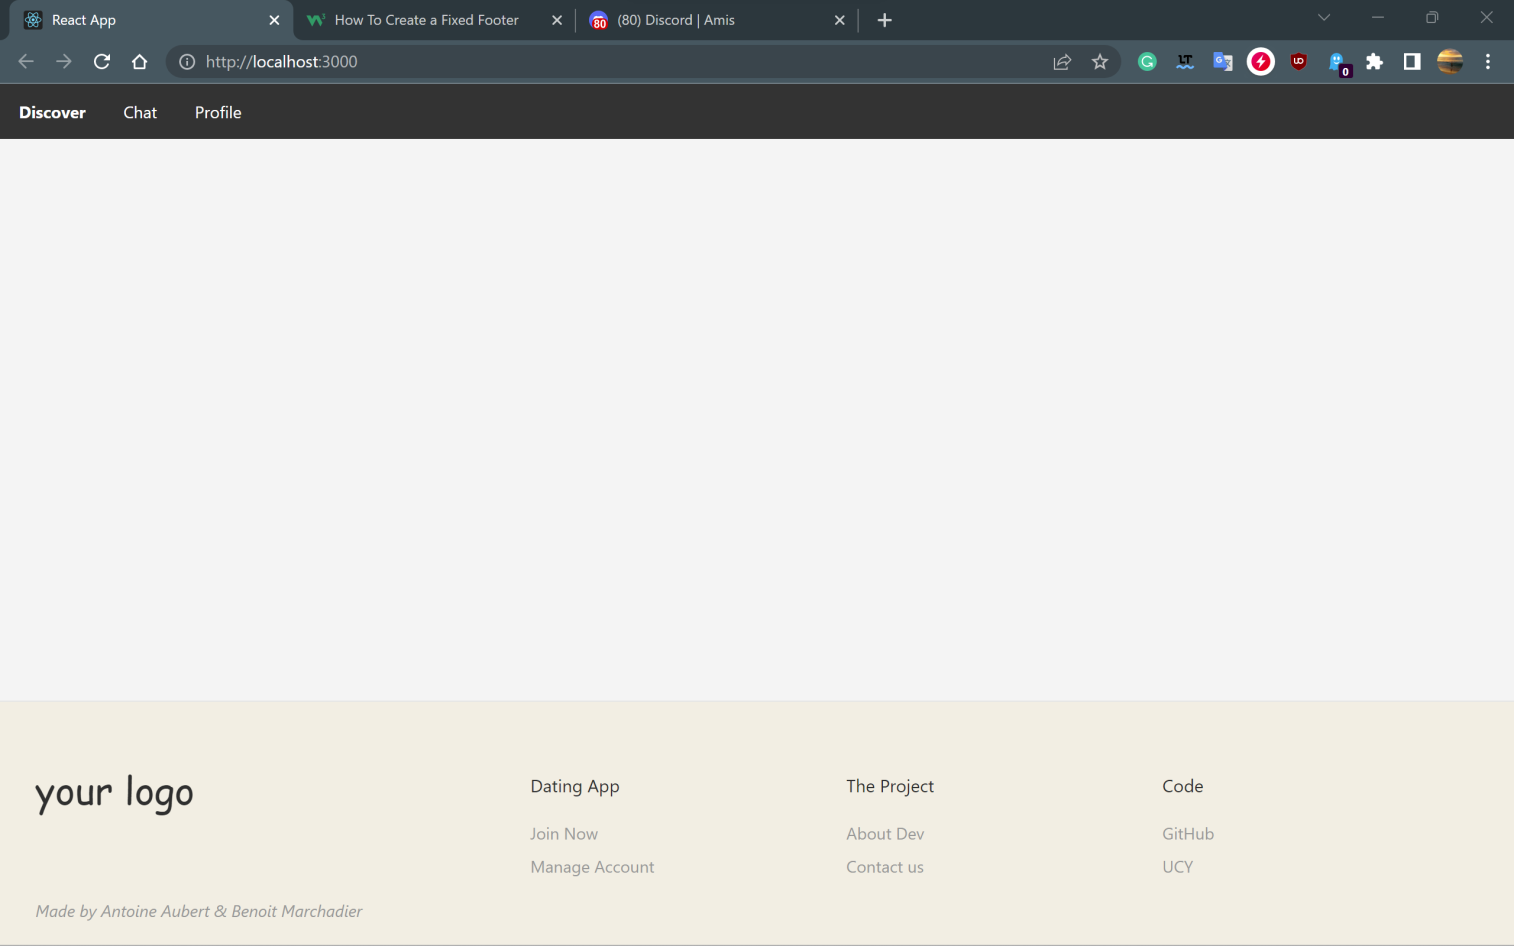 React App
How To Create a Fixed Footer
(80) Discord | Amis
http://localhost:3000
Discover Chat Profile
your logo
Dating App
Join Now
Manage Account
The Project
About Dev
Contact us
Code
GitHub
UCY
Made by Antoine Aubert & Benoit Marchadier